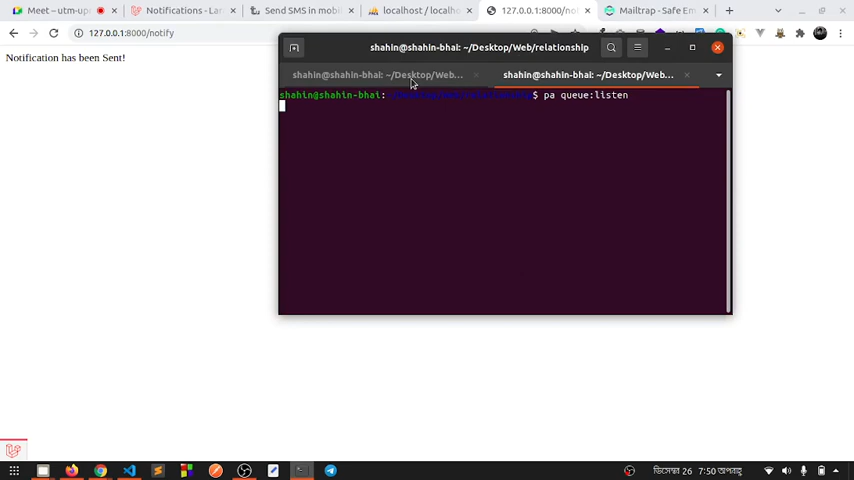 Meet – utm-up
Notifications - Lar
Send SMS in mobi
localhost / localho
127.0.0.1:8000/no
Mailtrap - Safe Em
127.0.0.1:8000/notify
Notification has been Sent!
shahin@shahin-bhai: ~/Desktop/Web/relationship
shahin@shahin-bhai: ~/Desktop/Web...
shahin@shahin-bhai: ~/Desktop/Web...
shahin@shahin-bhai: $ pa queue:listen
ডিসেম্বর 26 7:50 অপরাহ্ণ